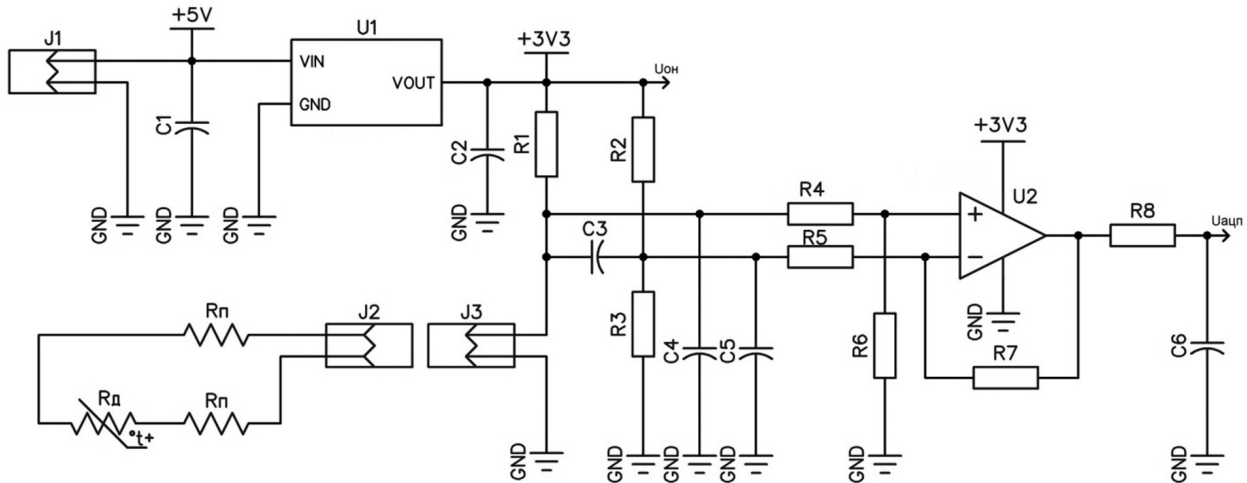 +5V
J1
U1
VIN
VOUT
GND
C1
GND
GND
GND
+3V3
Uон
C2
R1
R2
GND
C3
R3
C4
C5
R4
R5
R6
+3V3
U2
+
−
GND
R7
R8
Uацп
C6
Rп
J2
J3
Rд
°t+
Rп
GND
GND
GND
GND
GND
GND